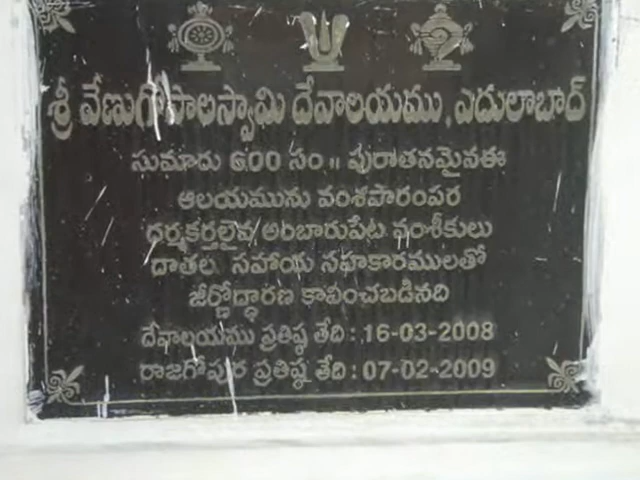 శ్రీ వేణుగోపాలస్వామి దేవాలయము, ఎదులాబాద్
సుమారు 600 సం॥ పురాతనమైనఈ
ఆలయమును వంశపారంపర
ధర్మకర్తలైన అంబారుపేట వంశీకులు
దాతల సహాయ సహకారములతో
జీర్ణోద్ధారణ కావించబడినది
దేవాలయము ప్రతిష్ఠ తేది : 16-03-2008
రాజగోపుర ప్రతిష్ఠ తేది : 07-02-2009